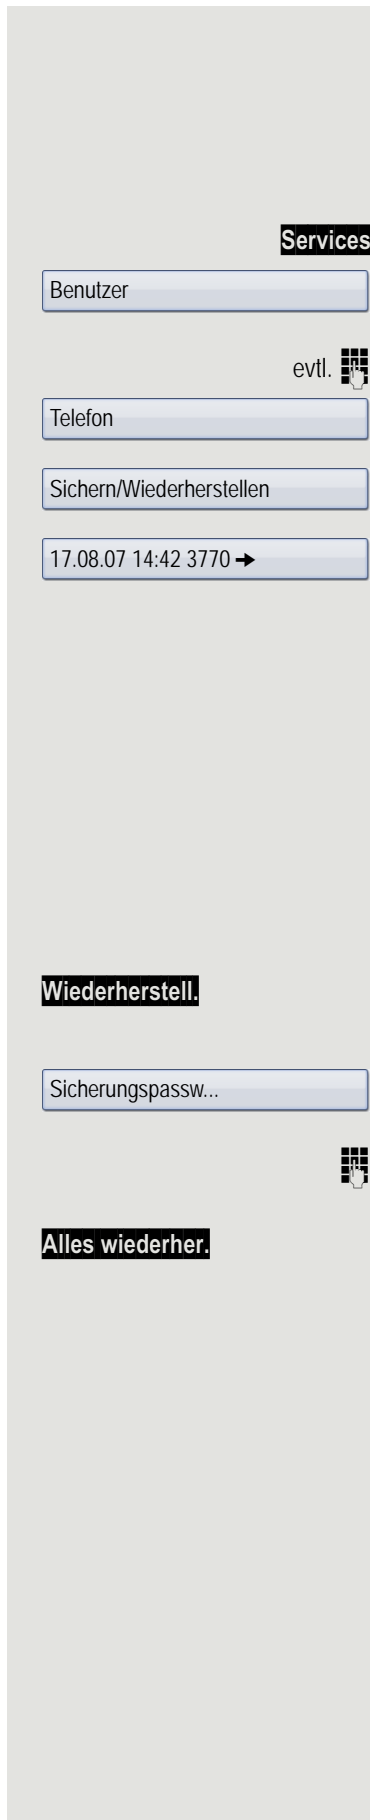 Services
Benutzer
evtl.
Telefon
Sichern/Wiederherstellen
17.08.07 14:42 3770 →
Wiederherstell.
Sicherungspassw...
Alles wiederher.